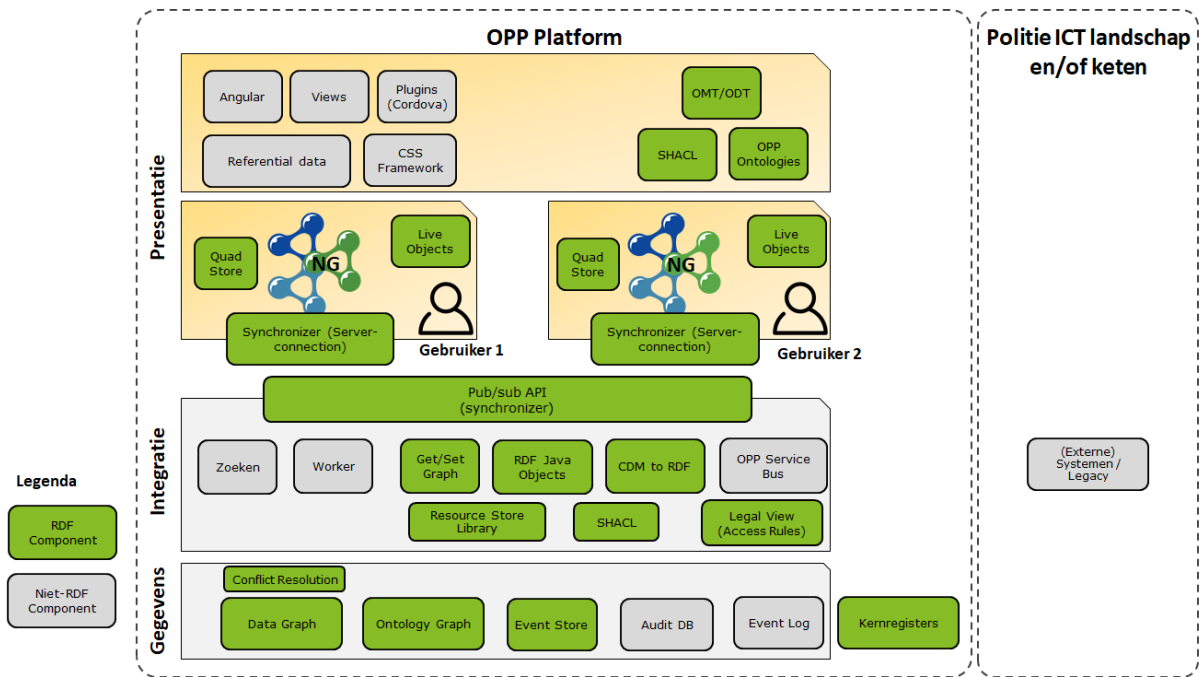 OPP Platform
Politie ICT landschap
en/of keten
Presentatie
Angular
Views
Plugins
(Cordova)
OMT/ODT
Referential data
CSS
Framework
SHACL
OPP
Ontologies
Quad
Store
NG
Live
Objects
Synchronizer (Server-
connection)
Gebruiker 1
Quad
Store
NG
Live
Objects
Synchronizer (Server-
connection)
Gebruiker 2
Pub/sub API
(synchronizer)
Integratie
Zoeken
Worker
Get/Set
Graph
RDF Java
Objects
CDM to RDF
OPP Service
Bus
Resource Store
Library
SHACL
Legal View
(Access Rules)
(Externe)
Systemen /
Legacy
Legenda
RDF
Component
Niet-RDF
Component
Gegevens
Conflict Resolution
Data Graph
Ontology Graph
Event Store
Audit DB
Event Log
Kernregisters